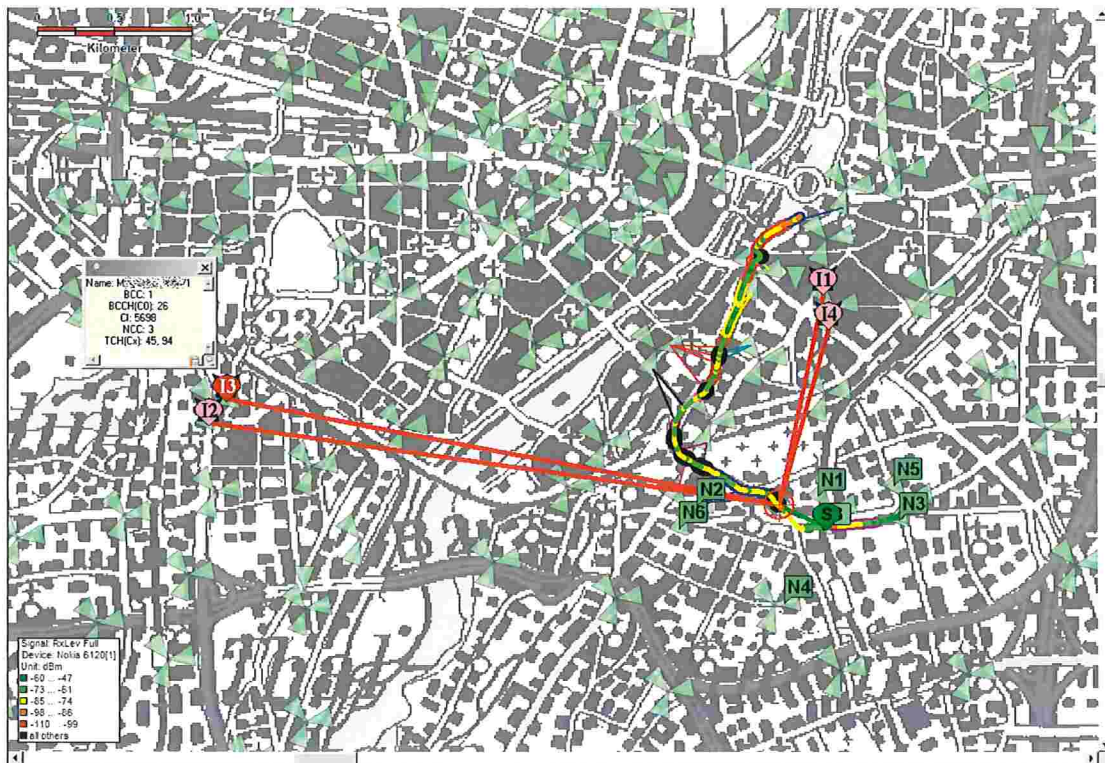 0 0.5 1.0
Kilometer
I1
I4
BCC: 1
BCCH(C0): 26
CI: 5698
NCC: 3
TCH(Cx): 45, 94
I3
I2
N5
N1
N2
N3
S
N6
N4
Signal: RxLev Full
Device: Nokia 6120[1]
Unit: dBm
-60 ... -47
-73 ... -61
-85 ... -74
-98 ... -86
-110 ... -99
all others